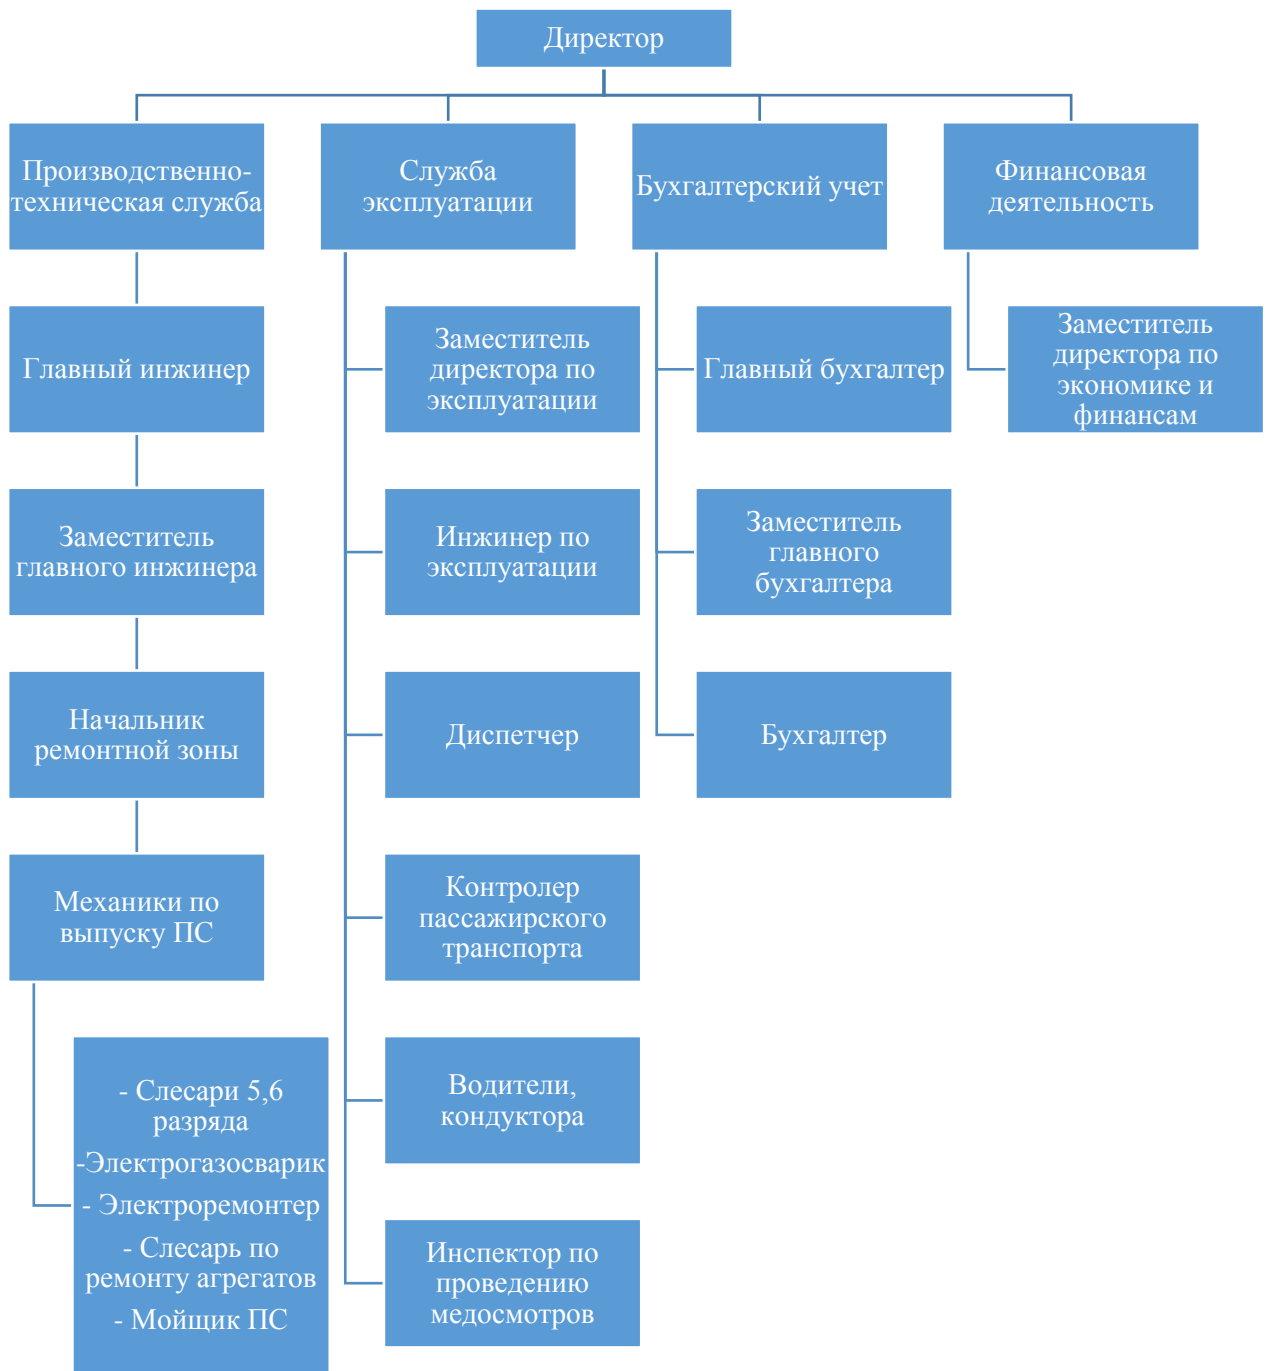 Директор
Производственно-
техническая служба
Служба
эксплуатации
Бухгалтерский учет
Финансовая
деятельность
Главный инжинер
Заместитель
директора по
эксплуатации
Главный бухгалтер
Заместитель
директора по
экономике и
финансам
Заместитель
главного инжинера
Инжинер по
эксплуатации
Заместитель
главного
бухгалтера
Начальник
ремонтной зоны
Диспетчер
Бухгалтер
Механики по
выпуску ПС
Контролер
пассажирского
транспорта
- Слесари 5,6
разряда
-Электрогазосварик
- Электроремонтер
- Слесарь по
ремонту агрегатов
- Мойщик ПС
Водители,
кондуктора
Инспектор по
проведению
медосмотров